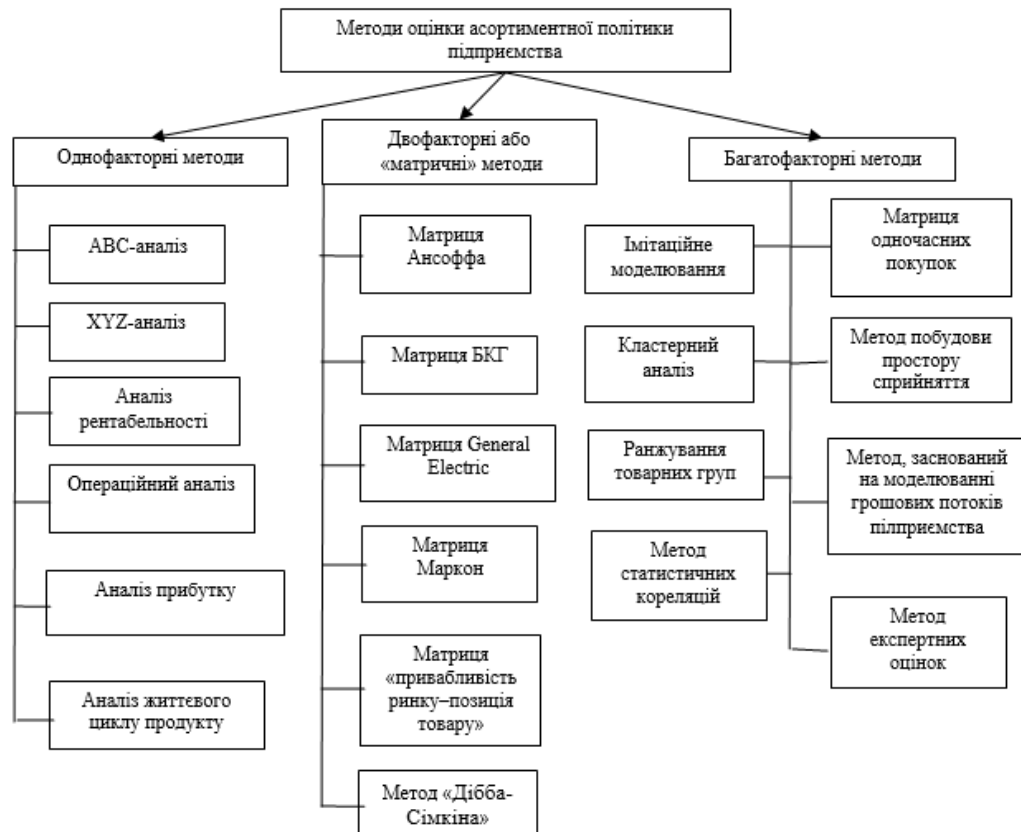 Методи оцінки асортиментної політики
підприємства
Однофакторні методи
ABC-аналіз
XYZ-аналіз
Аналіз
рентабельності
Операційний аналіз
Аналіз прибутку
Аналіз життєвого
циклу продукту
Двофакторні або
«матричні» методи
Матриця
Ансоффа
Матриця БКГ
Матриця General
Electric
Матриця
Маркон
Матриця
«привабливість
ринку–позиція
товару»
Метод «Дібба-
Сімкіна»
Багатофакторні методи
Імітаційне
моделювання
Кластерний
аналіз
Ранжування
товарних груп
Метод
статистичних
кореляцій
Матриця
одночасних
покупок
Метод побудови
простору
сприйняття
Метод, заснований
на моделюванні
грошових потоків
пілприємства
Метод
експертних
оцінок